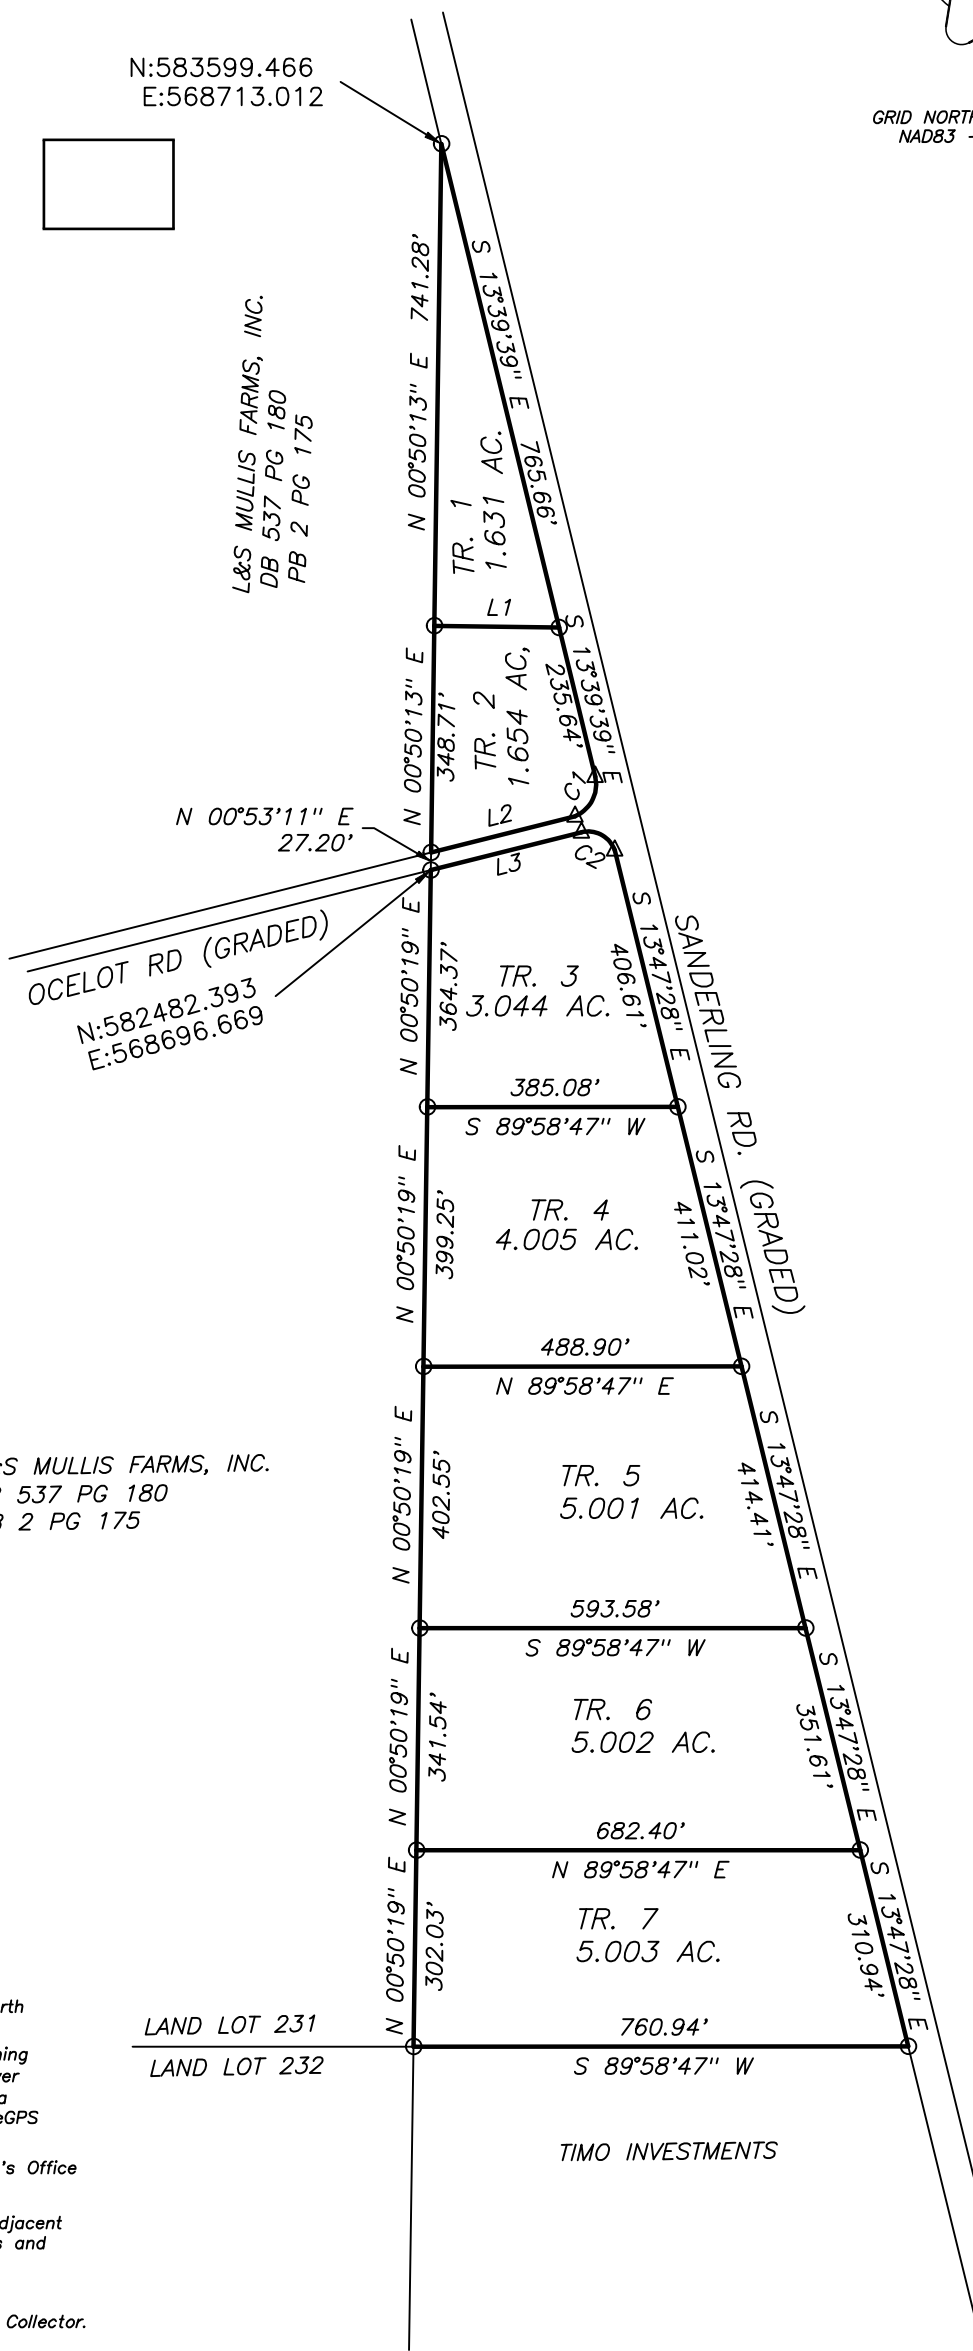 N:583599.466
E:568713.012
GRID NORTH
NAD83 -
S 13°39'39" E 765.66'
N 00°50'13" E 741.28'
L&S MULLIS FARMS, INC.
DB 537 PG 180
PB 2 PG 175
TR. 1
1.631 AC.
L1
S 13°39'39" E
235.64'
N 00°50'13" E
348.71'
TR. 2
1.654 AC,
C1
N 00°53'11" E
27.20'
L2
L3
C2
OCELOT RD (GRADED)
N:582482.393
E:568696.669
N 00°50'19" E
364.37'
TR. 3
3.044 AC.
S 13°47'28" E
406.61'
SANDERLING RD. (GRADED)
385.08'
S 89°58'47" W
N 00°50'19" E
399.25'
TR. 4
4.005 AC.
S 13°47'28" E
411.02'
488.90'
N 89°58'47" E
:S MULLIS FARMS, INC.
537 PG 180
2 PG 175
N 00°50'19" E
402.55'
TR. 5
5.001 AC.
S 13°47'28" E
414.41'
593.58'
S 89°58'47" W
N 00°50'19" E
341.54'
TR. 6
5.002 AC.
S 13°47'28" E
351.61'
682.40'
N 89°58'47" E
N 00°50'19" E
302.03'
TR. 7
5.003 AC.
S 13°47'28" E
310.94'
LAND LOT 231
LAND LOT 232
760.94'
S 89°58'47" W
TIMO INVESTMENTS
rth
ning
ver
a
eGPS
's Office
djacent
s and
Collector.